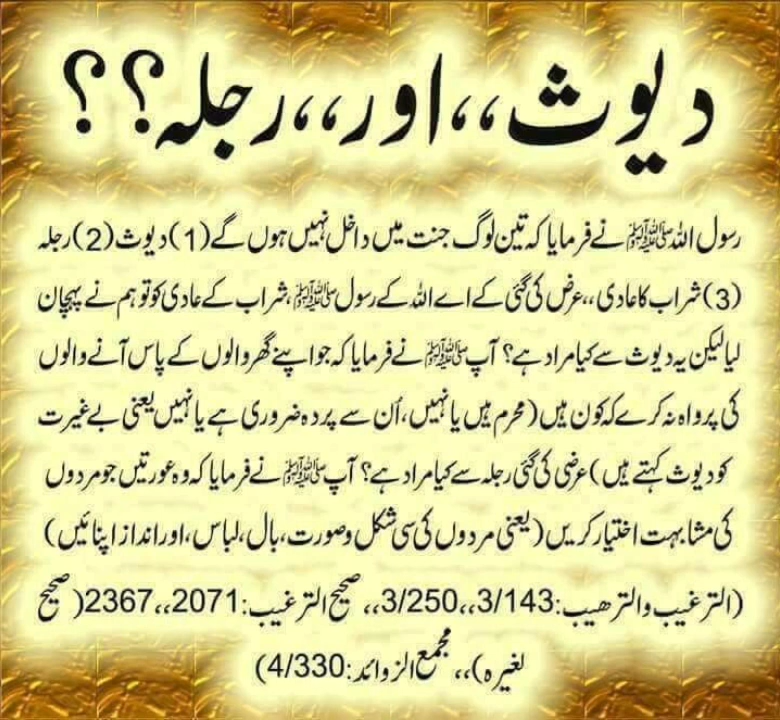 دیوث،،اور،،رجلہ؟؟
رسول اللہ ﷺ نے فرمایا کہ تین لوگ جنت میں داخل نہیں ہوں گے (1) دیوث (2) رجلہ
(3) شراب کا عادی،،عرض کی گئی کے اے اللہ کے رسول ﷺ،شراب کے عادی کو تو ہم نے پہچان
لیا لیکن یہ دیوث سے کیا مراد ہے؟ آپ ﷺ نے فرمایا کہ جو اپنے گھر والوں کے پاس آنے والوں
کی پرواہ نہ کرے کہ کون ہیں (محرم ہیں یا نہیں، اُن سے پردہ ضروری ہے یا نہیں یعنی بے غیرت
کو دیوث کہتے ہیں) عرضی کی گئی رجلہ سے کیا مراد ہے؟ آپ ﷺ نے فرمایا کہ وہ عورتیں جو مردوں
کی مشابہت اختیار کریں (یعنی مردوں کی سی شکل وصورت، بال، لباس، اور انداز اپنائیں)
(الترغیب والترھیب:3/143،،3/250،، صحیح الترغیب:2071،،2367(صحیح
لغیرہ)،، مجمع الزوائد:4/330)